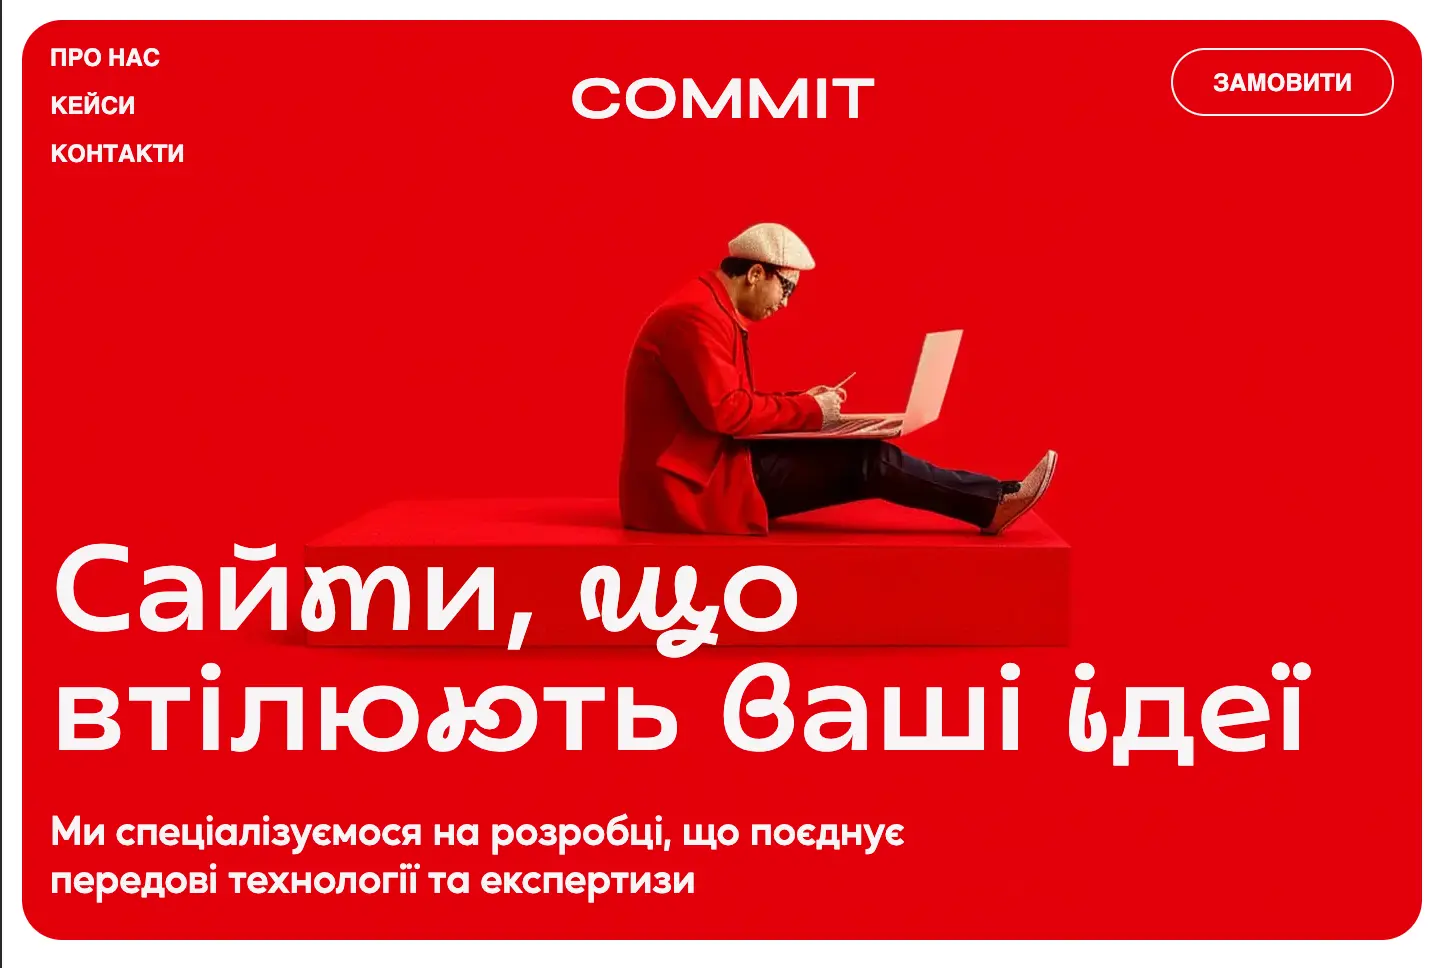 ПРО НАС
КЕЙСИ
КОНТАКТИ
COMMIT
ЗАМОВИТИ
Сайти, що
втілюють ваші ідеї
Ми спеціалізуємося на розробці, що поєднує
передові технології та експертизи